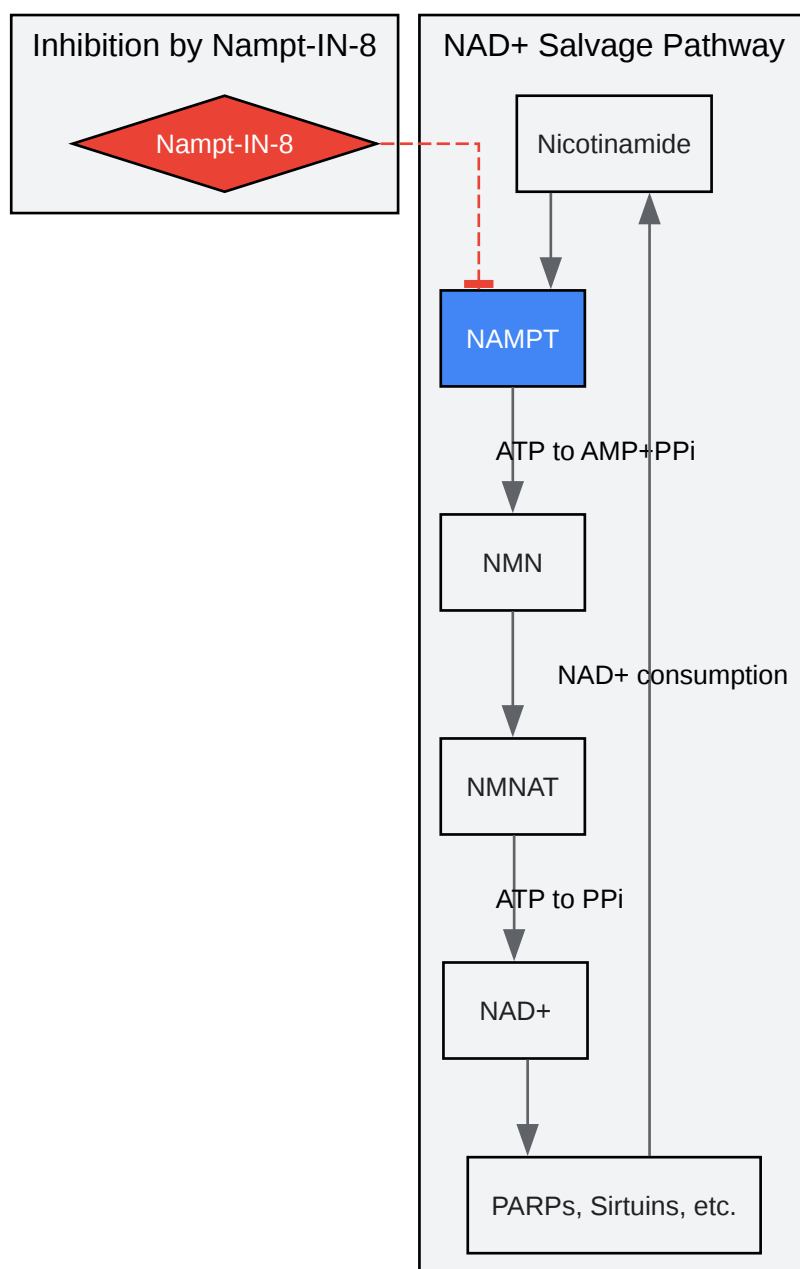 Inhibition by Nampt-IN-8
Nampt-IN-8
NAD+ Salvage Pathway
Nicotinamide
NAMPT
ATP to AMP+PPi
NMN
NAD+ consumption
NMNAT
ATP to PPi
NAD+
PARPs, Sirtuins, etc.